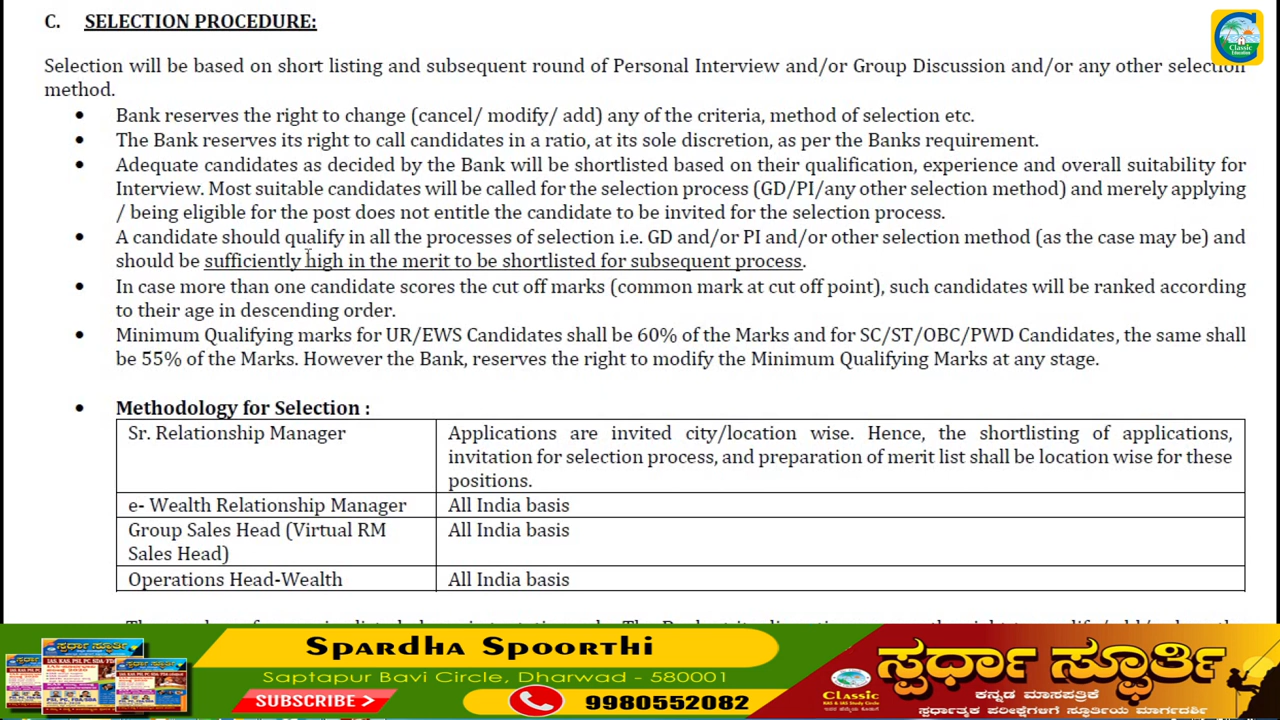 C. SELECTION PROCEDURE:
Selection will be based on short listing and subsequent round of Personal Interview and/or Group Discussion and/or any other selection
method.
• Bank reserves the right to change (cancel/ modify/ add) any of the criteria, method of selection etc.
• The Bank reserves its right to call candidates in a ratio, at its sole discretion, as per the Banks requirement.
• Adequate candidates as decided by the Bank will be shortlisted based on their qualification, experience and overall suitability for
Interview. Most suitable candidates will be called for the selection process (GD/PI/any other selection method) and merely applying
/ being eligible for the post does not entitle the candidate to be invited for the selection process.
• A candidate should qualify in all the processes of selection i.e. GD and/or PI and/or other selection method (as the case may be) and
should be sufficiently high in the merit to be shortlisted for subsequent process.
• In case more than one candidate scores the cut off marks (common mark at cut off point), such candidates will be ranked according
to their age in descending order.
• Minimum Qualifying marks for UR/EWS Candidates shall be 60% of the Marks and for SC/ST/OBC/PWD Candidates, the same shall
be 55% of the Marks. However the Bank, reserves the right to modify the Minimum Qualifying Marks at any stage.
• Methodology for Selection :
Sr. Relationship Manager
Applications are invited city/location wise. Hence, the shortlisting of applications,
invitation for selection process, and preparation of merit list shall be location wise for these
positions.
e- Wealth Relationship Manager
All India basis
Group Sales Head (Virtual RM
Sales Head)
All India basis
Operations Head-Wealth
All India basis
Classic
Education
Spardha Spoorthi
Saptapur Bavi Circle, Dharwad - 580001
SUBSCRIBE >
9980552082
ಸ್ಪರ್ಧಾ ಸ್ಫೂರ್ತಿ
ಕನ್ನಡ ಮಾಸಪತ್ರಿಕೆ
ಸ್ಪರ್ಧಾತ್ಮಕ ಪರೀಕ್ಷೆಗಳಿಗೆ ಸ್ಫೂರ್ತಿಯ ಮಾರ್ಗದರ್ಶಿ
Classic
KAS & IAS Study Circle